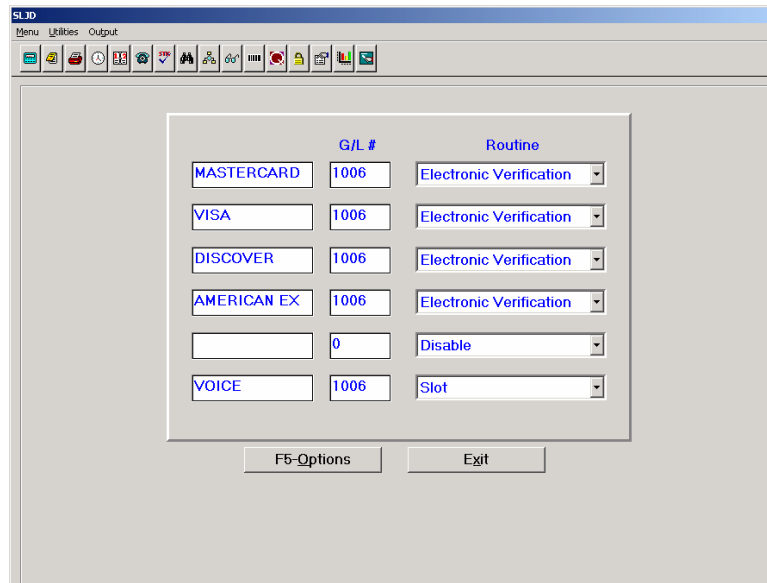 SLJD
Menu Utilities Output
G/L # Routine
MASTERCARD 1006 Electronic Verification
VISA 1006 Electronic Verification
DISCOVER 1006 Electronic Verification
AMERICAN EX 1006 Electronic Verification
0 Disable
VOICE 1006 Slot
F5-Options Exit